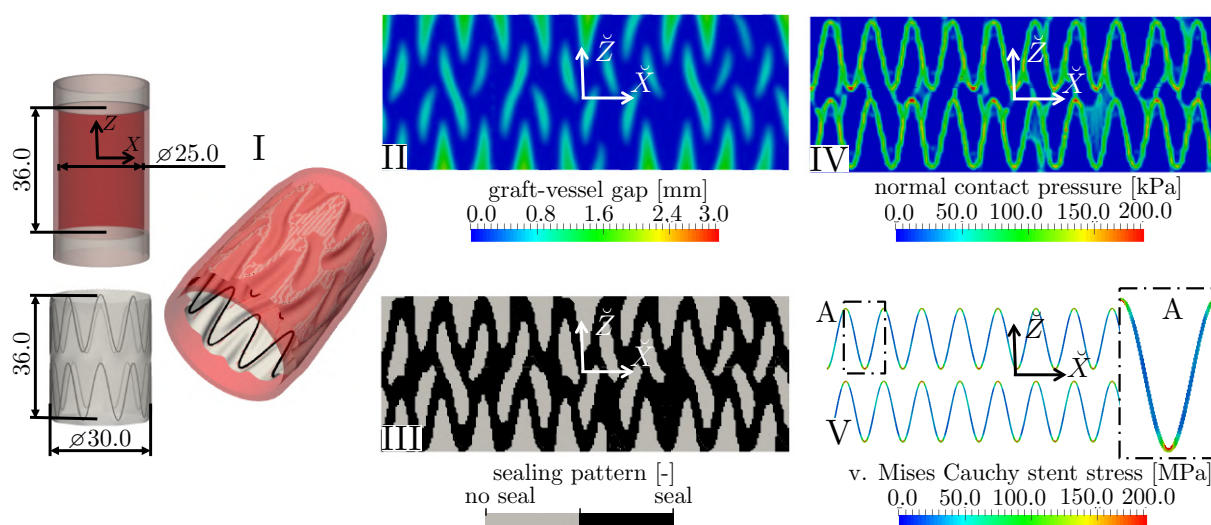 Z
X
36.0
⌀25.0
I
36.0
⌀30.0
Z̆
X̆
II
graft-vessel gap [mm]
0.0 0.8 1.6 2.4 3.0
Z̆
X̆
IV
normal contact pressure [kPa]
0.0 50.0 100.0 150.0 200.0
Z̆
X̆
III
sealing pattern [-]
no seal seal
A
Z̆
X̆
A
V
v. Mises Cauchy stent stress [MPa]
0.0 50.0 100.0 150.0 200.0